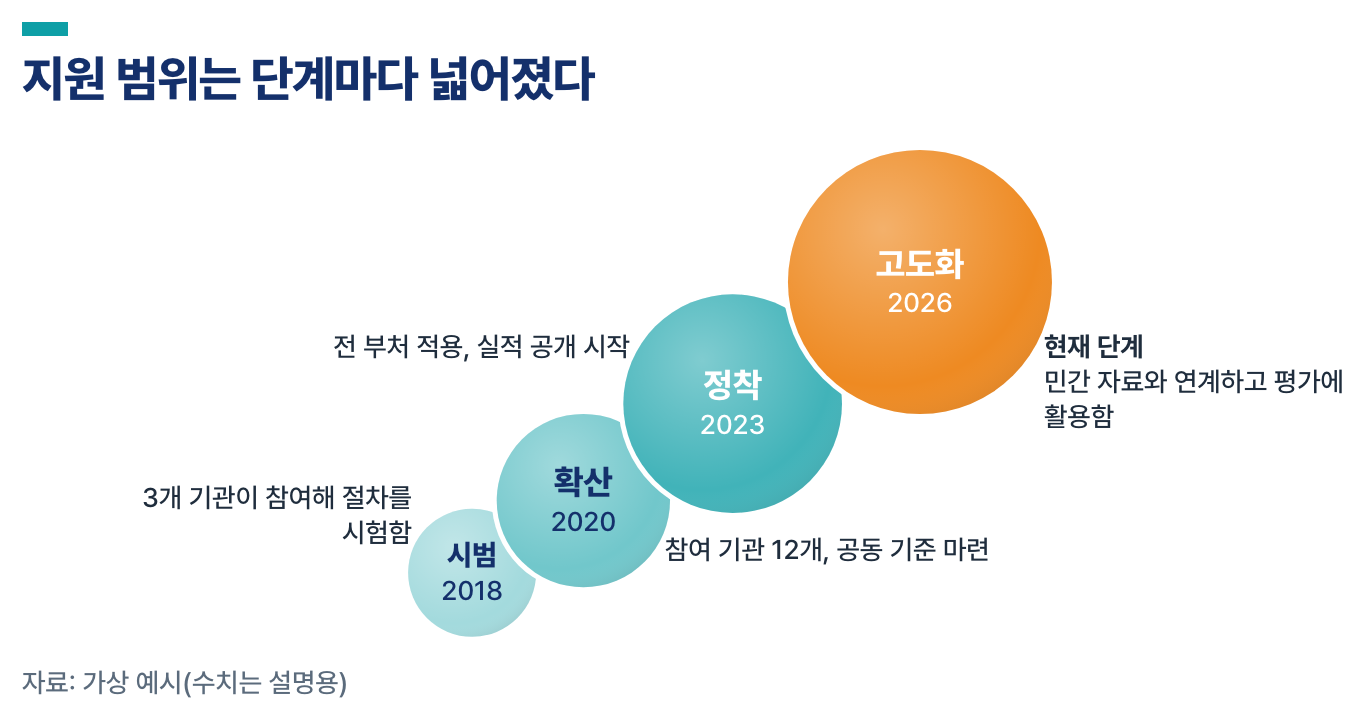 지원 범위는 단계마다 넓어졌다
고도화
2026
현재 단계
민간 자료와 연계하고 평가에
활용함
전 부처 적용, 실적 공개 시작
정착
2023
확산
2020
참여 기관 12개, 공동 기준 마련
3개 기관이 참여해 절차를
시험함
시범
2018
자료: 가상 예시(수치는 설명용)